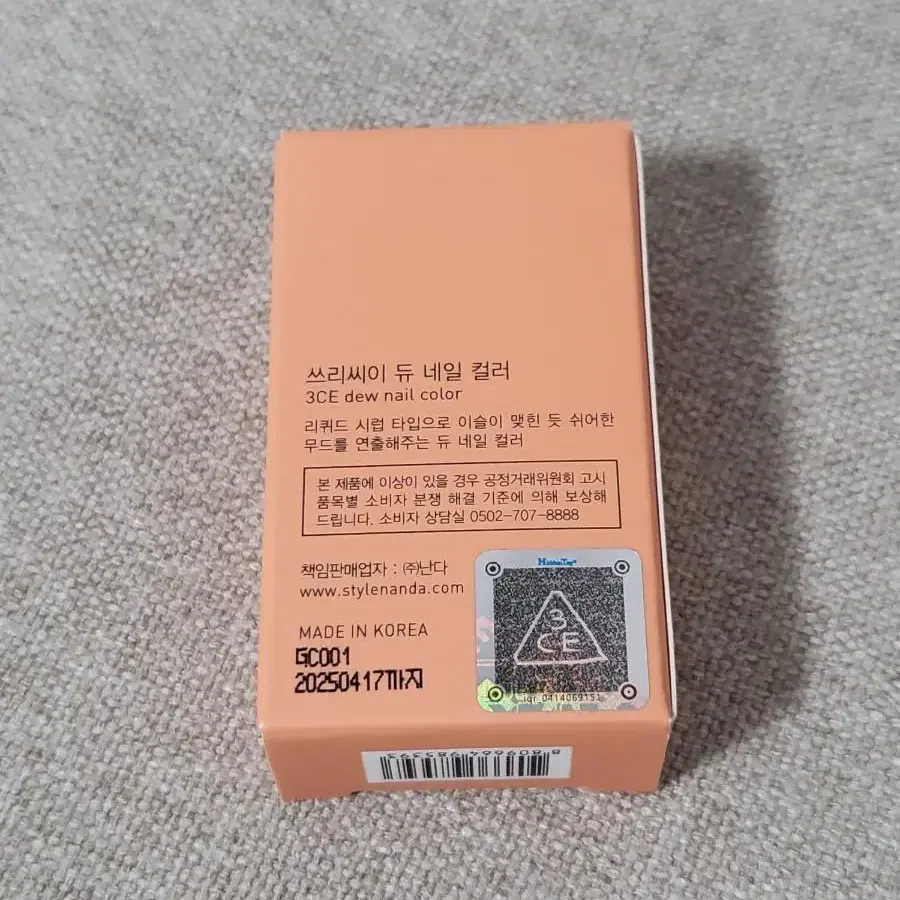 쓰리씨이 듀 네일 컬러
3CE dew nail color
리퀴드 시럽 타입으로 이슬이 맺힌 듯 쉬어한
무드를 연출해주는 듀 네일 컬러
본 제품에 이상이 있을 경우 공정거래위원회 고시
품목별 소비자 분쟁 해결 기준에 의해 보상해
드립니다. 소비자 상담실 0502-707-8888
책임판매업자 : ㈜난다
www.stylenanda.com
MADE IN KOREA
GC001
20250417까지
HiddenTag®
3
CE
0414069151
8809664985393